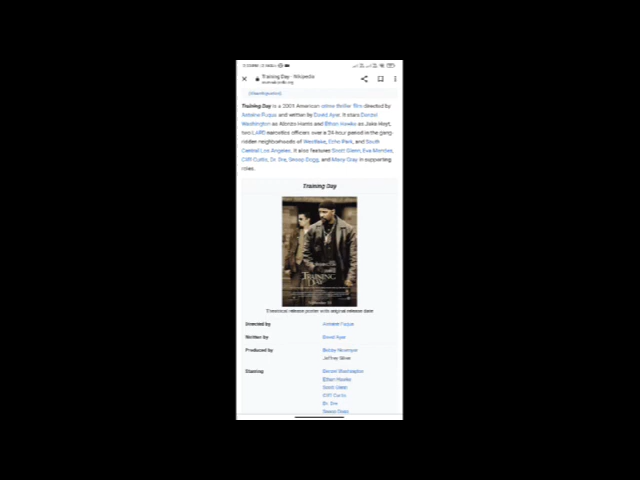 Training Day - Wikipedia
(Disambiguation)
Training Day is a 2001 American crime thriller film directed by
Antoine Fuqua and written by David Ayer. It stars Denzel
Washington as Alonzo Harris and Ethan Hawke as Jake Hoyt,
two LAPD narcotics officers over a 24-hour period in the gang-
ridden neighborhoods of Westlake, Echo Park, and South
Central Los Angeles. It also features Scott Glenn, Eva Mendes,
Cliff Curtis, Dr. Dre, Snoop Dogg, and Macy Gray in supporting
roles.
Training Day
TRAINING
DAY
Theatrical release poster with original release date
Directed by Antoine Fuqua
Written by David Ayer
Produced by Bobby Newmyer
Jeffrey Silver
Starring Denzel Washington
Ethan Hawke
Scott Glenn
Cliff Curtis
Dr. Dre
Snoop Dogg